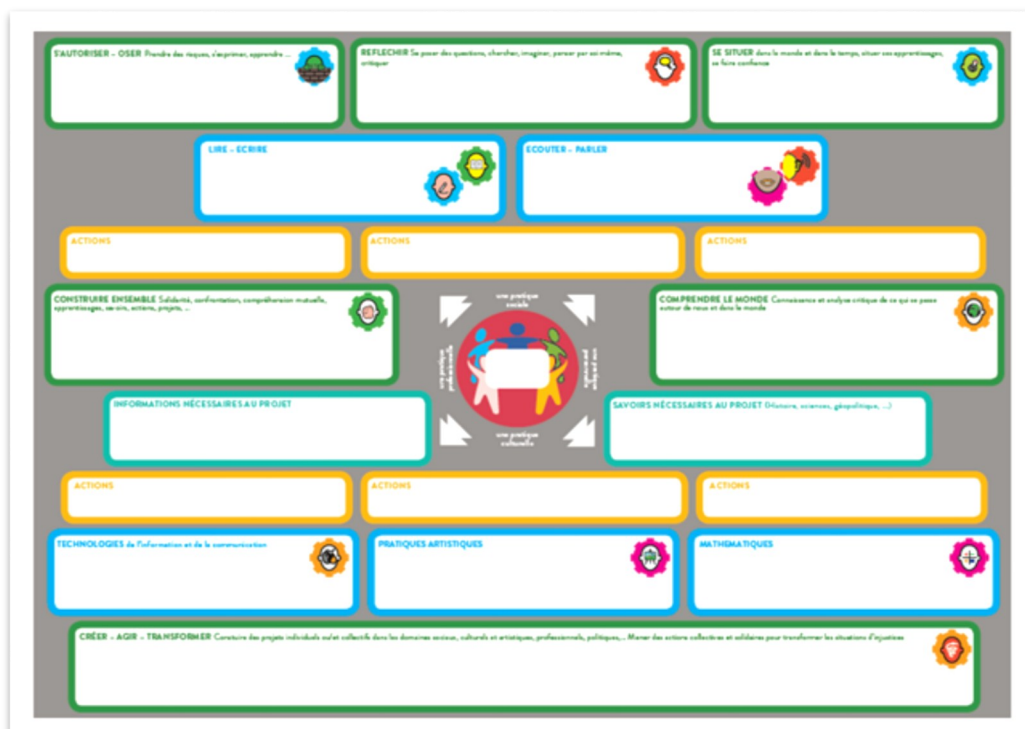 S'AUTORISER – OSER Prendre des risques, s'exprimer, apprendre ...
REFLECHIR Se poser des questions, chercher, imaginer, penser par soi même,
critiquer
SE SITUER dans le monde et dans le temps, situer ses apprentissages,
se faire confiance
LIRE – ECRIRE
ECOUTER – PARLER
ACTIONS
ACTIONS
ACTIONS
CONSTRUIRE ENSEMBLE Solidarité, confrontation, compréhension mutuelle,
apprentissages, savoirs, actions, projets, ...
une pratique
sociale
une pratique
professionnelle
une pratique
culturelle
COMPRENDRE LE MONDE Connaissance et analyse critique de ce qui se passe
autour de nous et dans le monde
INFORMATIONS NÉCESSAIRES AU PROJET
SAVOIRS NÉCESSAIRES AU PROJET (Histoire, sciences, géopolitique, ...)
ACTIONS
ACTIONS
ACTIONS
TECHNOLOGIES de l'information et de la communication
PRATIQUES ARTISTIQUES
MATHEMATIQUES
CRÉER – AGIR – TRANSFORMER Construire des projets individuels ou/et collectifs dans les domaines sociaux, culturels et artistiques, professionnels, politiques,... Mener des actions collectives et solidaires pour transformer les situations d'injustices